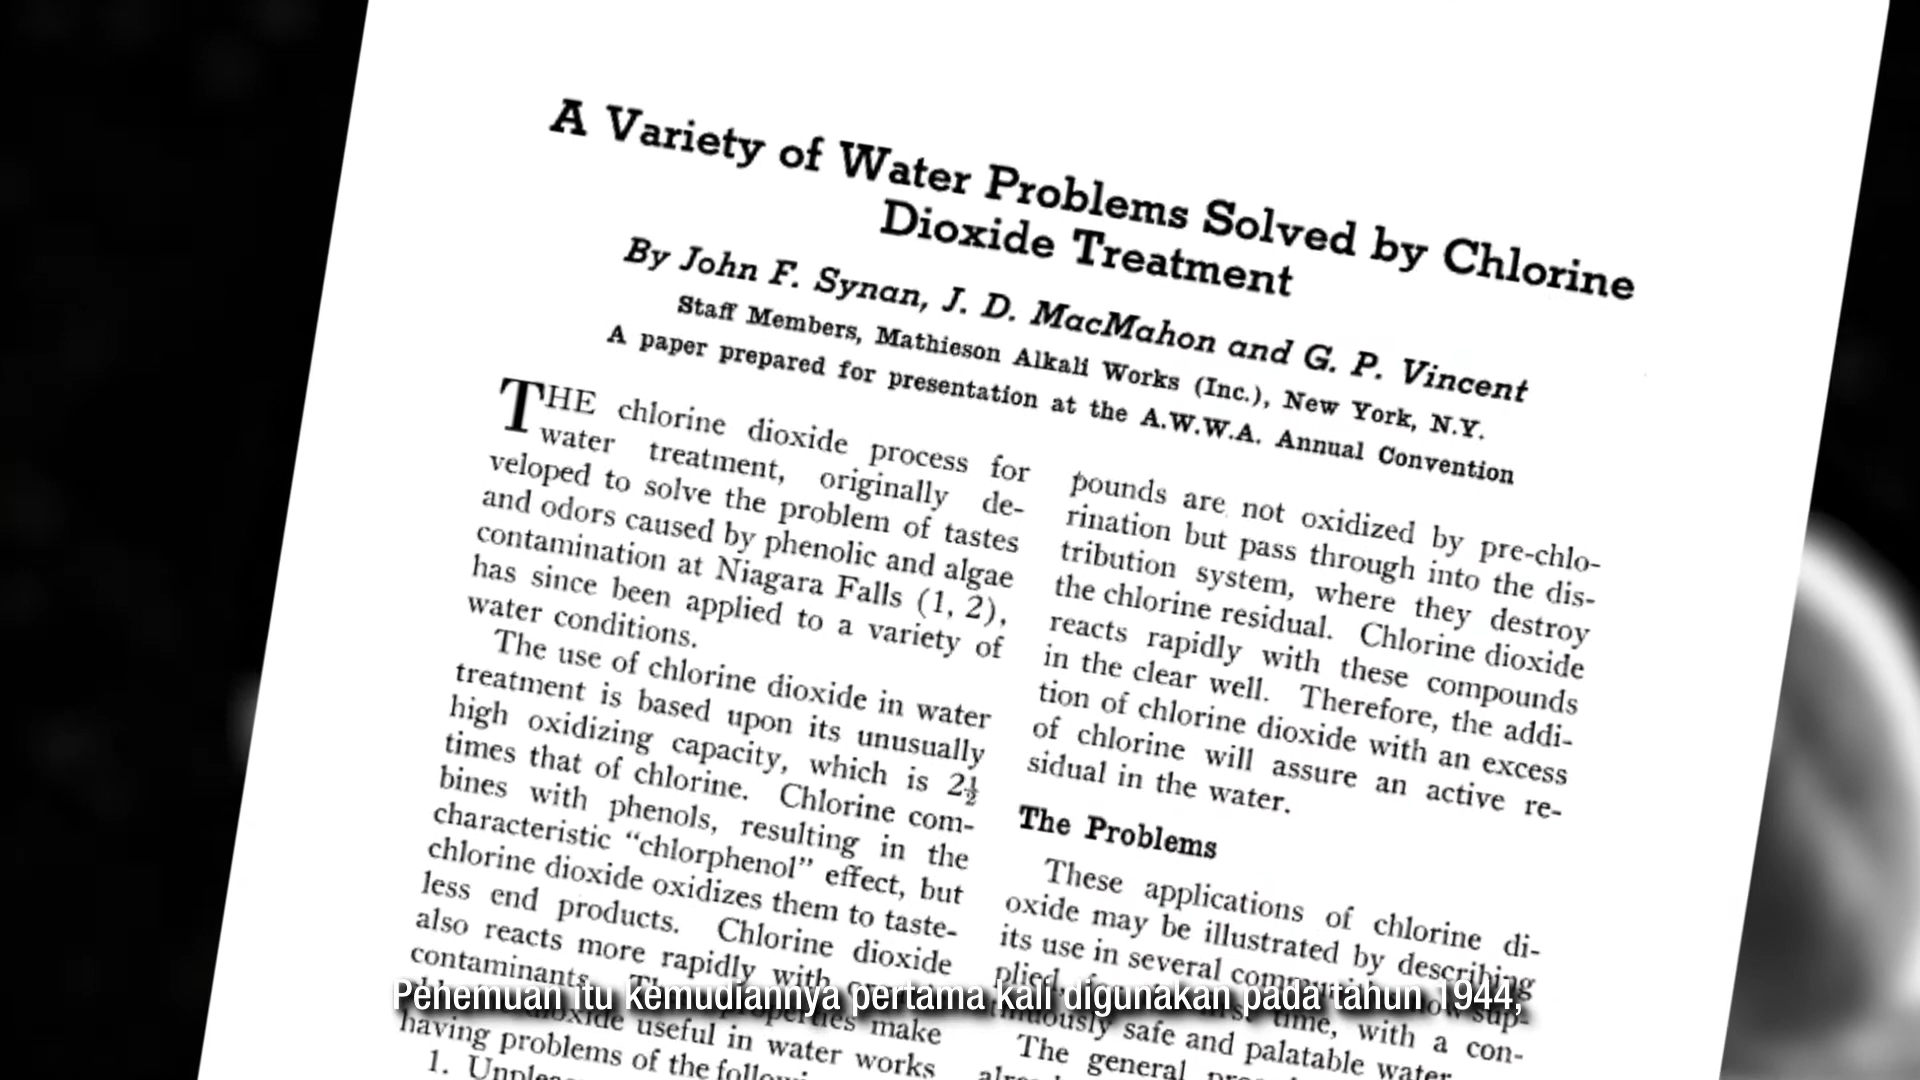 A Variety of Water Problems Solved by Chlorine
Dioxide Treatment
By John F. Synan, J. D. MacMahon and G. P. Vincent
Staff Members, Mathieson Alkali Works (Inc.), New York, N.Y.
A paper prepared for presentation at the A.W.W.A. Annual Convention
THE chlorine dioxide process for
water treatment, originally de-
veloped to solve the problem of tastes
and odors caused by phenolic and algae
contamination at Niagara Falls (1, 2),
has since been applied to a variety of
water conditions.
The use of chlorine dioxide in water
treatment is based upon its unusually
high oxidizing capacity, which is 2½
times that of chlorine. Chlorine com-
bines with phenols, resulting in the
characteristic “chlorphenol” effect, but
chlorine dioxide oxidizes them to taste-
less end products. Chlorine dioxide
also reacts more rapidly with
contaminants. make
useful in water works
having problems of the
1.
pounds are not oxidized by pre-chlo-
rination but pass through into the dis-
tribution system, where they destroy
the chlorine residual. Chlorine dioxide
reacts rapidly with these compounds
in the clear well. Therefore, the addi-
tion of chlorine dioxide with an excess
of chlorine will assure an active re-
sidual in the water.
The Problems
These applications of chlorine di-
oxide may be illustrated by describing
its use in several now sup-
plied, time, with a con-
safe and palatable water
The general
Penemuan itu kemudiannya pertama kali digunakan pada tahun 1944,